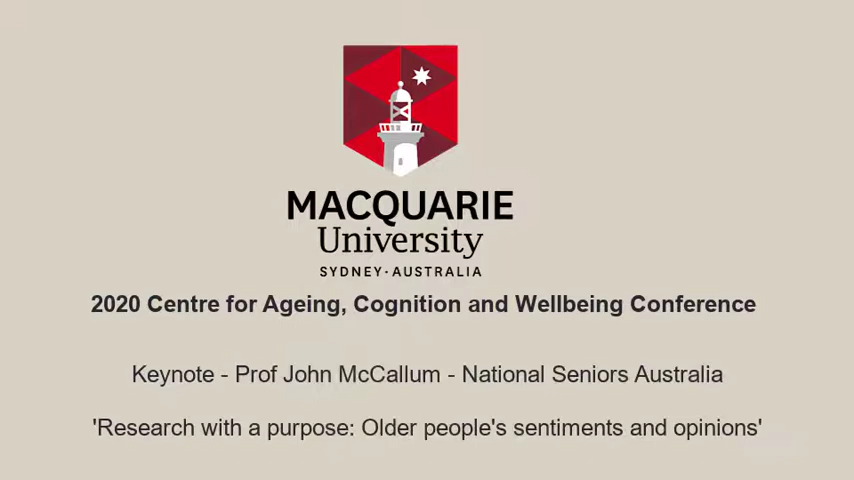 MACQUARIE
University
SYDNEY·AUSTRALIA
2020 Centre for Ageing, Cognition and Wellbeing Conference
Keynote - Prof John McCallum - National Seniors Australia
'Research with a purpose: Older people's sentiments and opinions'